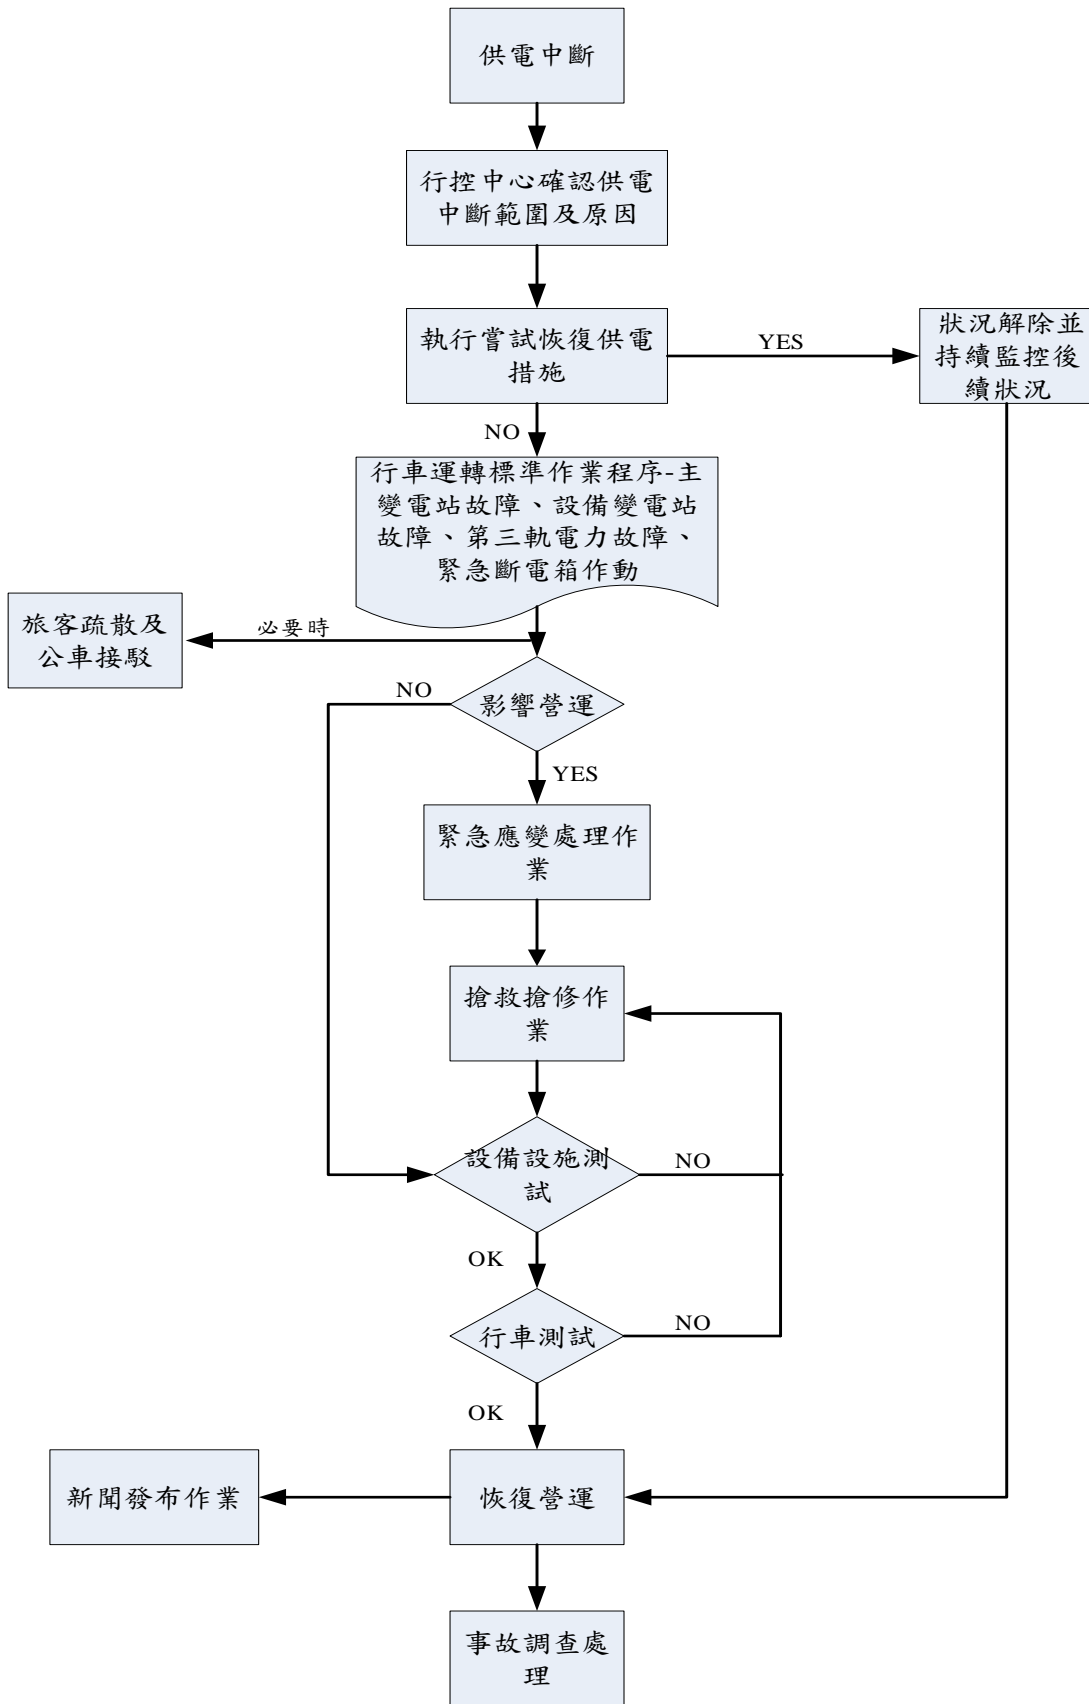 供電中斷
行控中心確認供電
中斷範圍及原因
執行嘗試恢復供電
措施
YES
狀況解除並
持續監控後
續狀況
NO
行車運轉標準作業程序-主
變電站故障、設備變電站
故障、第三軌電力故障、
緊急斷電箱作動
旅客疏散及
公車接駁
必要時
NO
影響營運
YES
緊急應變處理作
業
搶救搶修作
業
設備設施測
試
NO
OK
行車測試
NO
OK
新聞發布作業
恢復營運
事故調查處
理